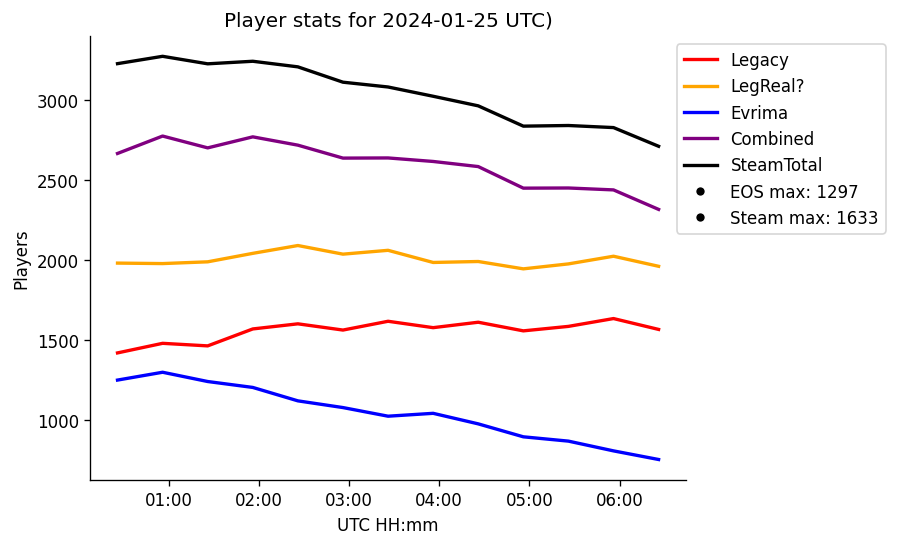 Player stats for 2024-01-25 UTC)
Legacy
LegReal?
Evrima
Combined
SteamTotal
EOS max: 1297
Steam max: 1633
Players
3000
2500
2000
1500
1000
01:00 02:00 03:00 04:00 05:00 06:00
UTC HH:mm